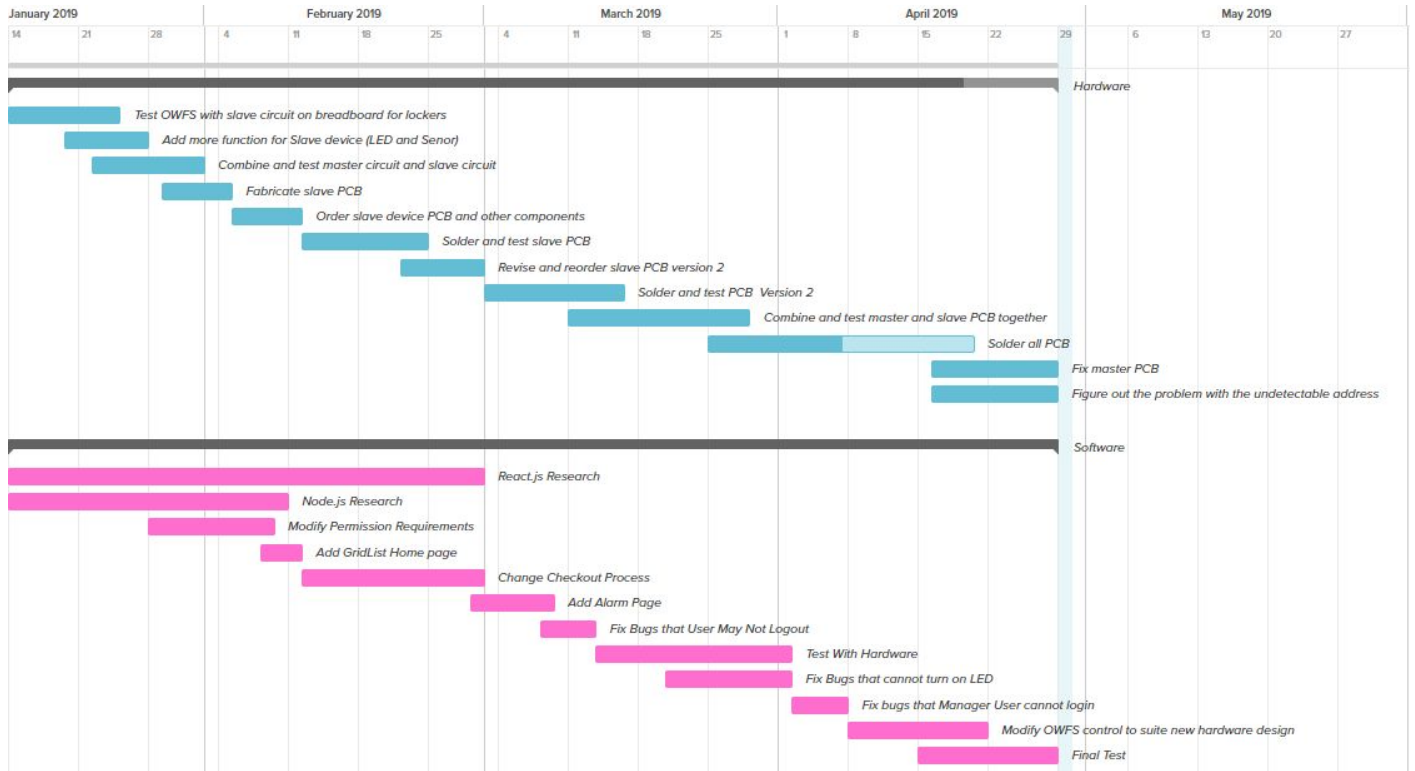 January 2019 February 2019 March 2019 April 2019 May 2019
14 21 28 4 11 18 25 4 11 18 25 1 8 15 22 29 6 13 20 27
Hardware
Test OWFS with slave circuit on breadboard for lockers
Add more function for Slave device (LED and Senor)
Combine and test master circuit and slave circuit
Fabricate slave PCB
Order slave device PCB and other components
Solder and test slave PCB
Revise and reorder slave PCB version 2
Solder and test PCB Version 2
Combine and test master and slave PCB together
Solder all PCB
Fix master PCB
Figure out the problem with the undetectable address
Software
React.js Research
Node.js Research
Modify Permission Requirements
Add GridList Home page
Change Checkout Process
Add Alarm Page
Fix Bugs that User May Not Logout
Test With Hardware
Fix Bugs that cannot turn on LED
Fix bugs that Manager User cannot login
Modify OWFS control to suite new hardware design
Final Test